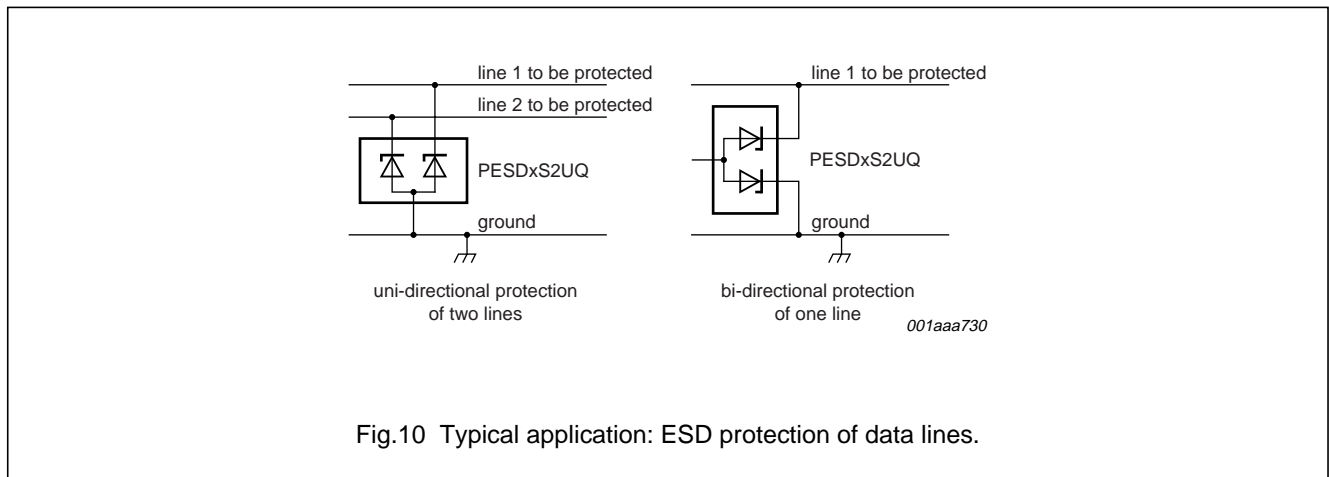 line 1 to be protected
line 2 to be protected
PESDxS2UQ
ground
uni-directional protection
of two lines
line 1 to be protected
PESDxS2UQ
ground
bi-directional protection
of one line
001aaa730
Fig.10 Typical application: ESD protection of data lines.